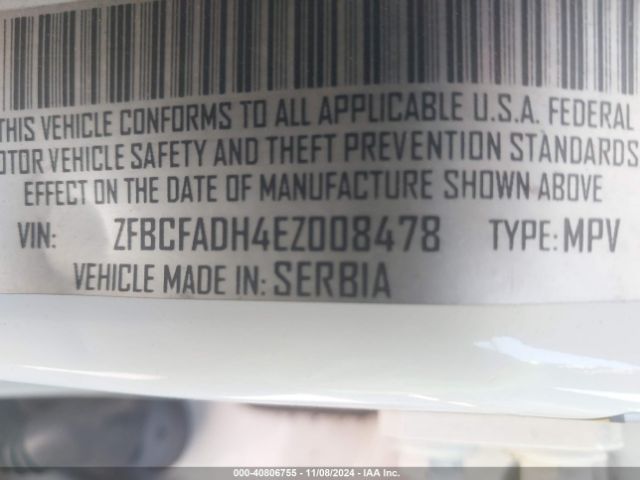 THIS VEHICLE CONFORMS TO ALL APPLICABLE U.S.A. FEDERAL
OTOR VEHICLE SAFETY AND THEFT PREVENTION STANDARDS
EFFECT ON THE DATE OF MANUFACTURE SHOWN ABOVE
VIN: ZFBCFADH4EZ008478 TYPE: MPV
VEHICLE MADE IN: SERBIA
000-40806755 - 11/08/2024 - IAA Inc.